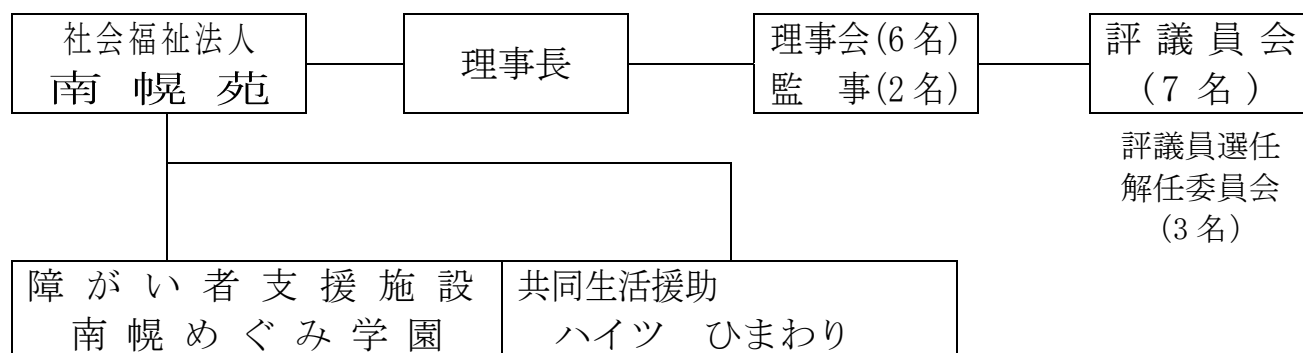 社会福祉法人
南幌苑
理事長
理事会(6名)
監　事(2名)
評議員会
(7名)
評議員選任
解任委員会
(3名)
障がい者支援施設
南幌めぐみ学園
共同生活援助
ハイツ　ひまわり